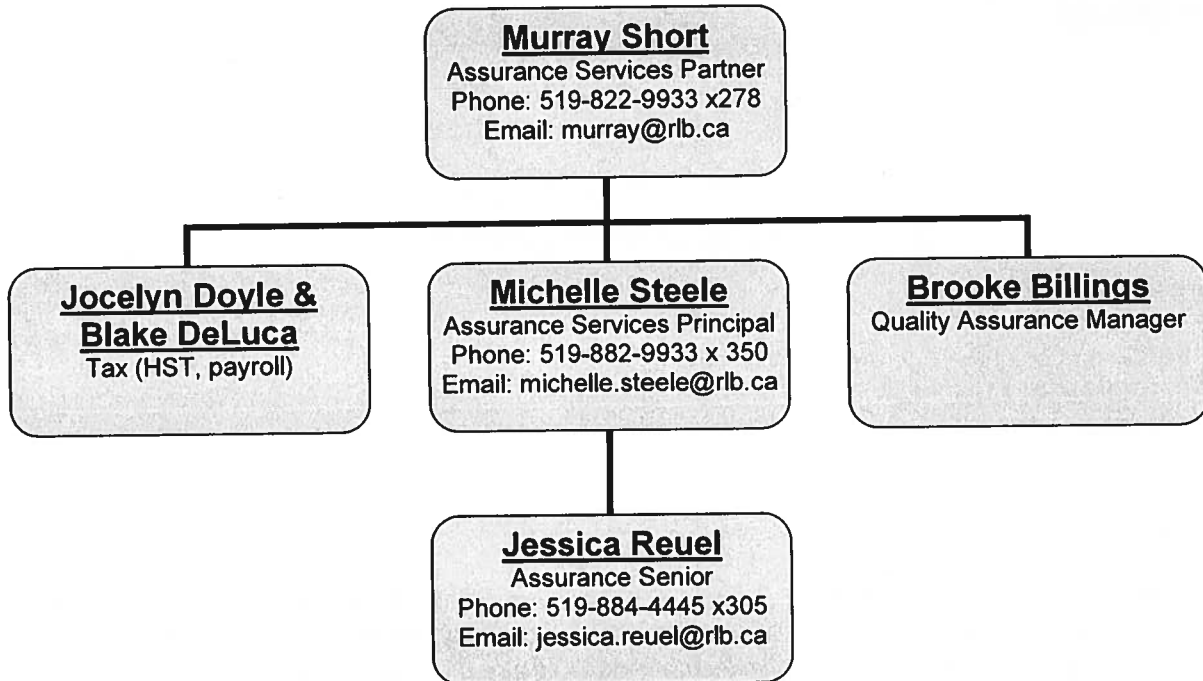 Murray Short
Assurance Services Partner
Phone: 519-822-9933 x278
Email: murray@rlb.ca
Jocelyn Doyle &
Blake DeLuca
Tax (HST, payroll)
Michelle Steele
Assurance Services Principal
Phone: 519-882-9933 x 350
Email: michelle.steele@rlb.ca
Brooke Billings
Quality Assurance Manager
Jessica Reuel
Assurance Senior
Phone: 519-884-4445 x305
Email: jessica.reuel@rlb.ca